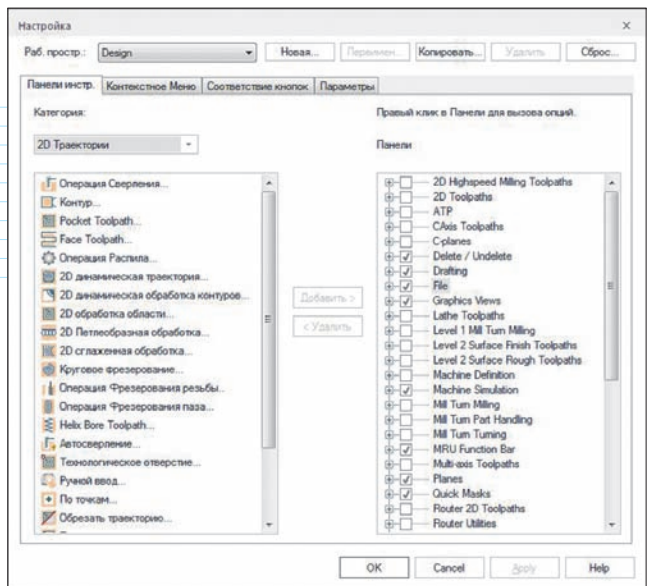 Настройка
Раб. простр.: Design Новая... Переимен... Копировать... Удалить Сброс...
Панели инстр. Контекстное Меню Соответствие кнопок Параметры
Категория:
2D Траектории
Операция Сверления...
Контур...
Pocket Toolpath...
Face Toolpath...
Операция Распила...
2D динамическая траектория...
2D динамическая обработка контуров...
2D обработка области...
2D Петлеобразная обработка...
2D сглаженная обработка...
Круговое фрезерование...
Операция Фрезерования резьбы...
Операция Фрезерования паза...
Helix Bore Toolpath...
Автосверление...
Технологическое отверстие...
Ручной ввод...
По точкам...
Обрезать траекторию...
Добавить >
< Удалить
Правый клик в Панели для вызова опций.
Панели
2D Highspeed Milling Toolpaths
2D Toolpaths
ATP
CAxis Toolpaths
C-planes
Delete / Undelete
Drafting
File
Graphics Views
Lathe Toolpaths
Level 1 Mill Turn Milling
Level 2 Surface Finish Toolpaths
Level 2 Surface Rough Toolpaths
Machine Definition
Machine Simulation
Mill Turn Milling
Mill Turn Part Handling
Mill Turn Turning
MRU Function Bar
Multi-axis Toolpaths
Planes
Quick Masks
Router 2D Toolpaths
Router Utilities
OK Cancel Apply Help